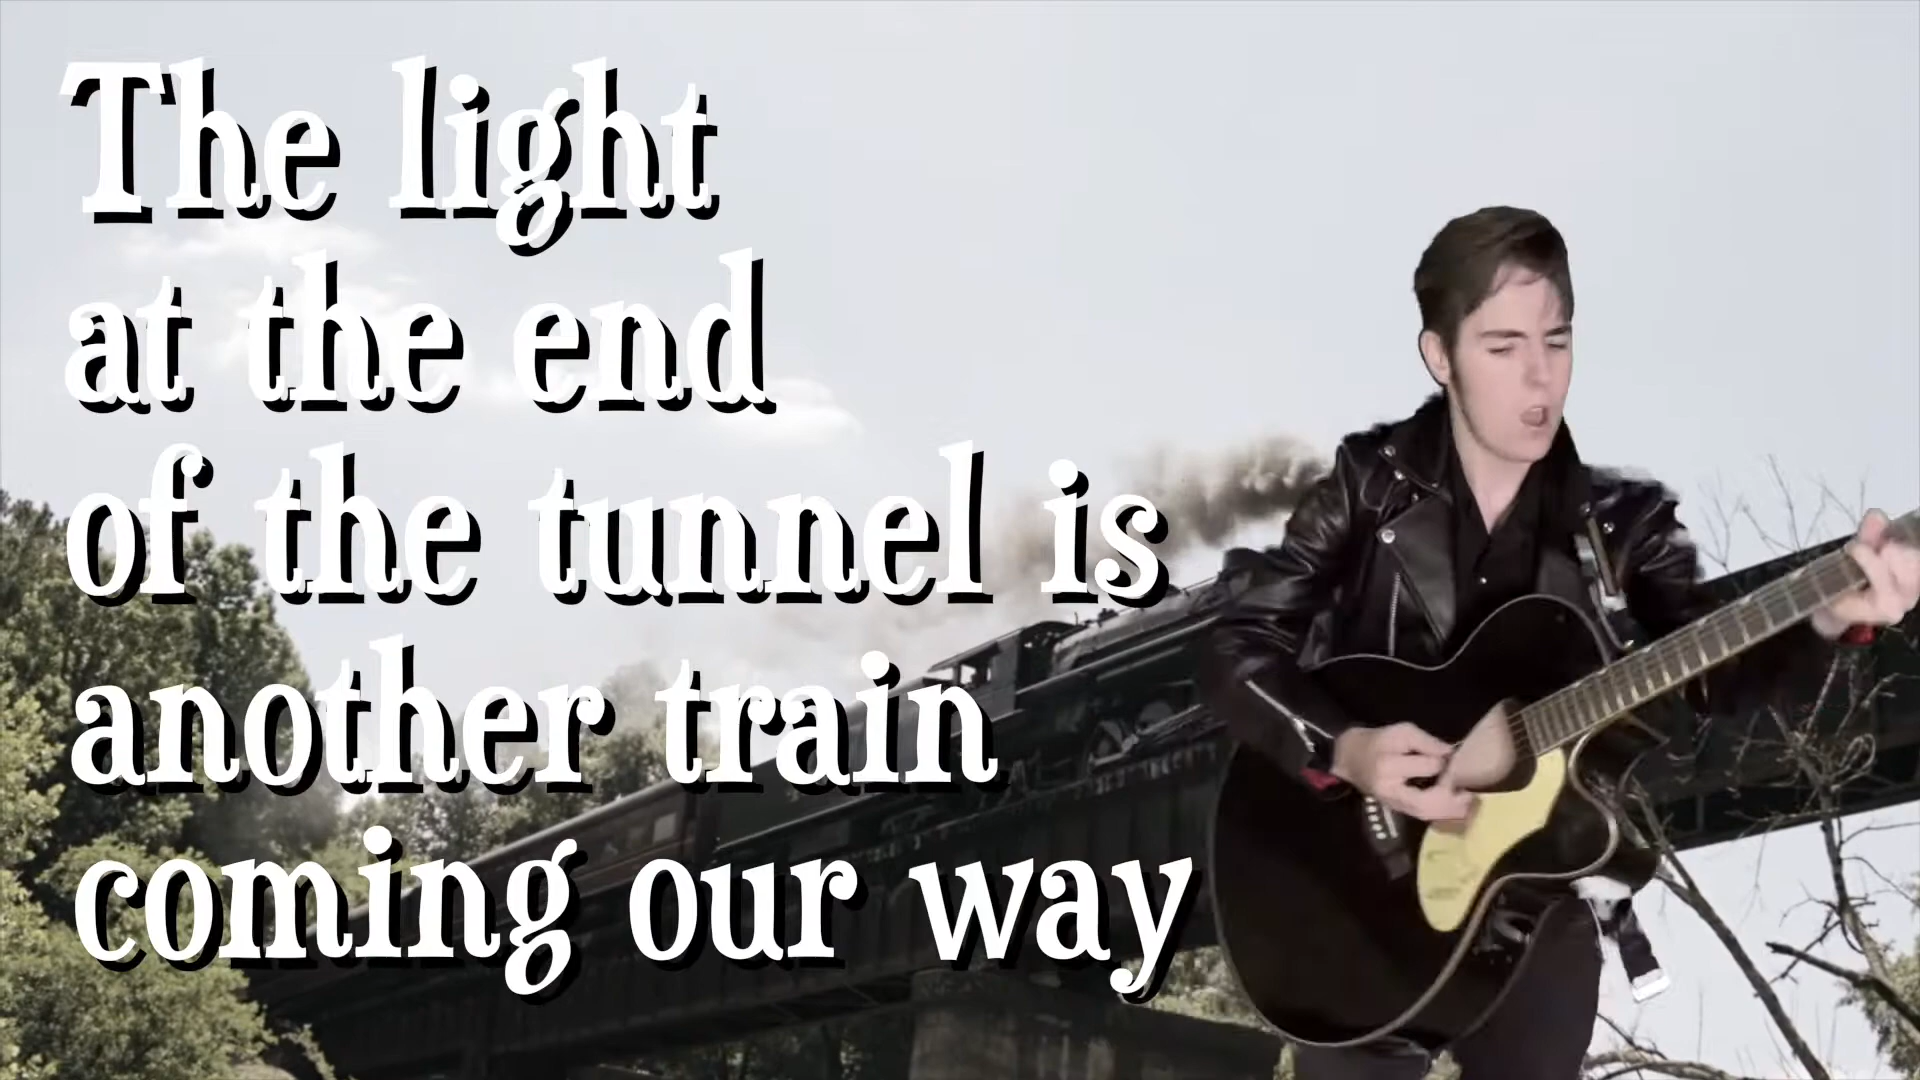 The light
at the end
of the tunnel is
another train
coming our way